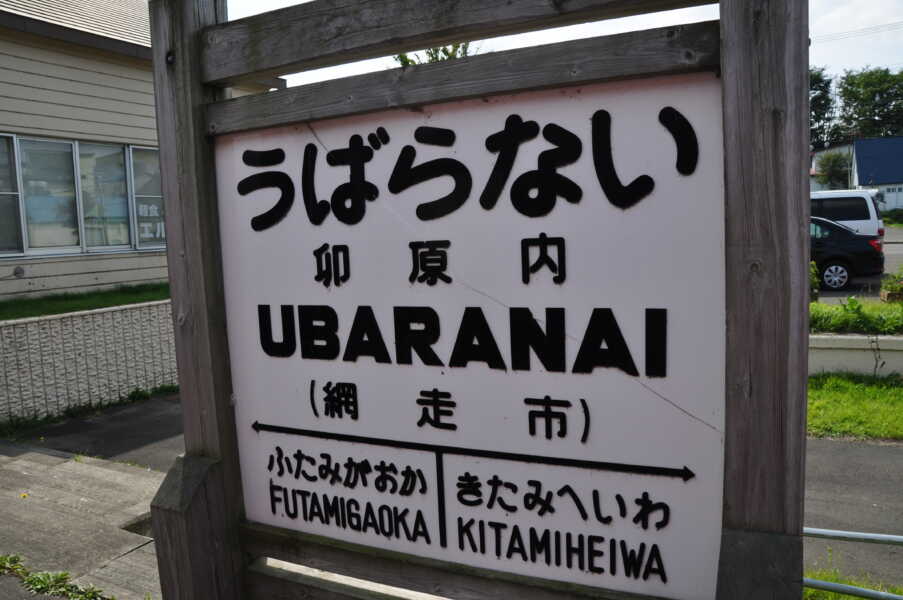 うばらない
卯原内
UBARANAI
(網走市)
ふたみがおか きたみへいわ
FUTAMIGAOKA KITAMIHEIWA